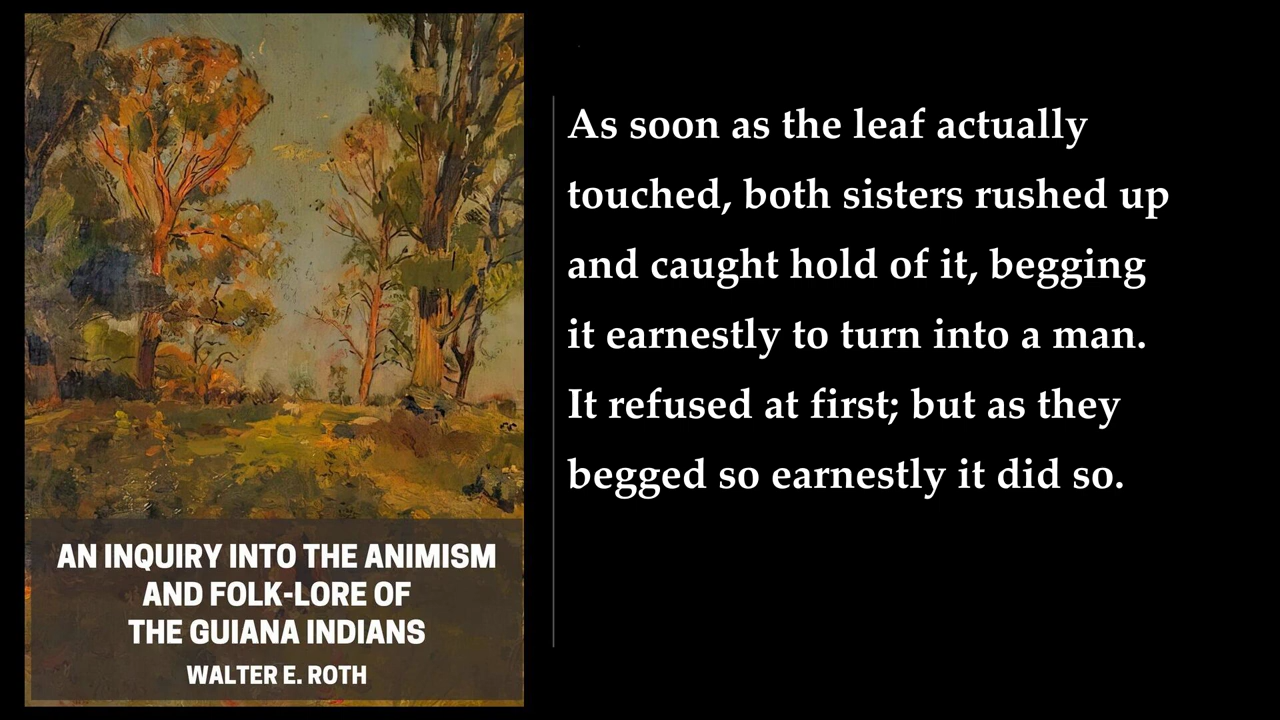 As soon as the leaf actually
touched, both sisters rushed up
and caught hold of it, begging
it earnestly to turn into a man.
It refused at first; but as they
begged so earnestly it did so.
AN INQUIRY INTO THE ANIMISM
AND FOLK-LORE OF
THE GUIANA INDIANS
WALTER E. ROTH